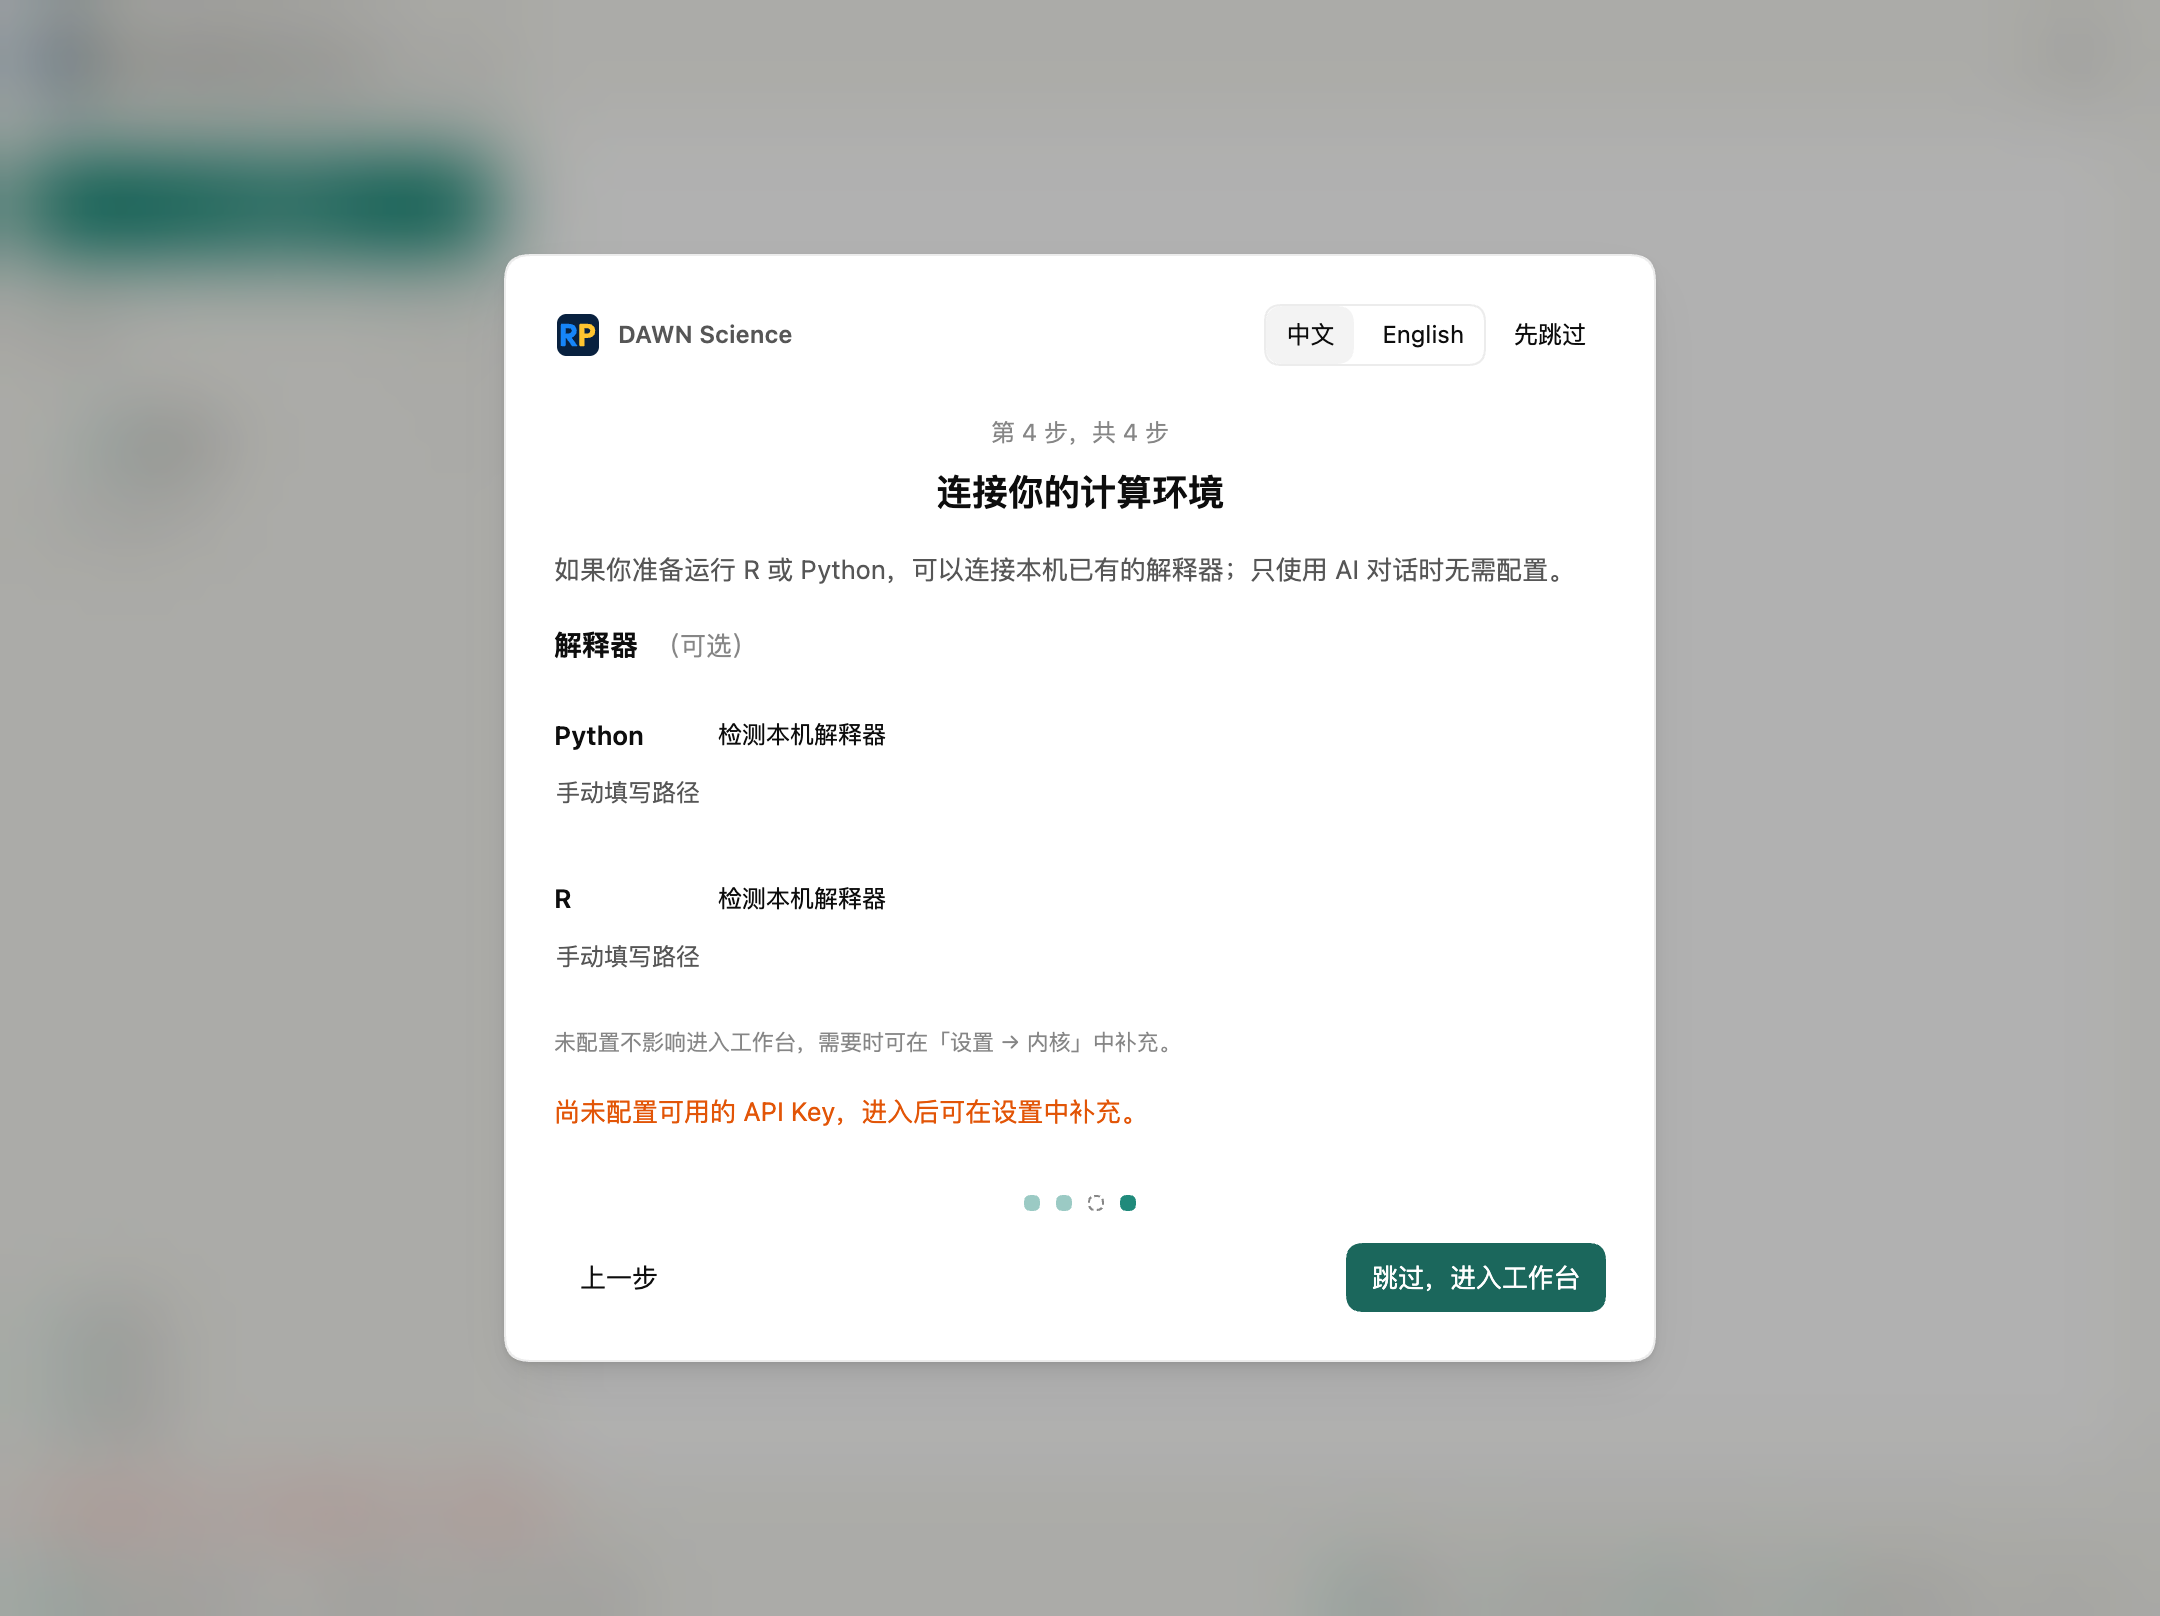 RP DAWN Science 中文 English 先跳过
第 4 步，共 4 步
连接你的计算环境
如果你准备运行 R 或 Python，可以连接本机已有的解释器；只使用 AI 对话时无需配置。
解释器 （可选）
Python 检测本机解释器
手动填写路径
R 检测本机解释器
手动填写路径
未配置不影响进入工作台，需要时可在「设置 → 内核」中补充。
尚未配置可用的 API Key，进入后可在设置中补充。
上一步 跳过，进入工作台